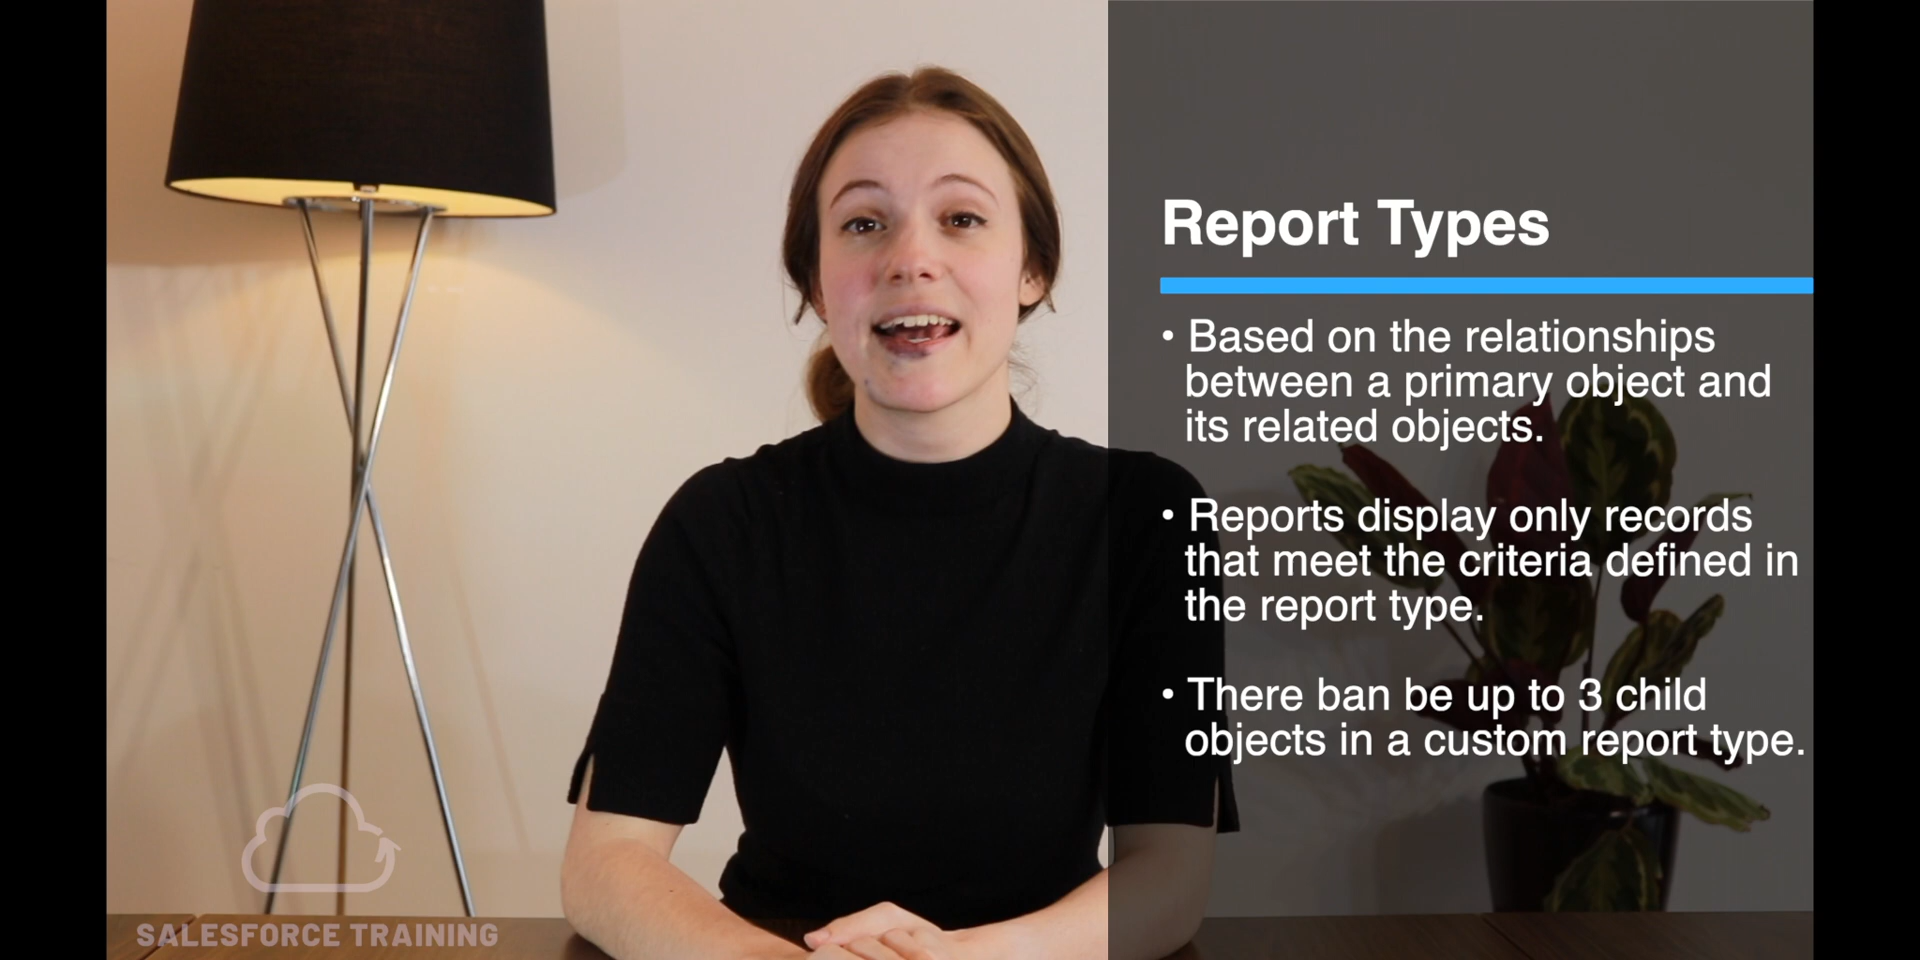 Report Types
• Based on the relationships
between a primary object and
its related objects.
• Reports display only records
that meet the criteria defined in
the report type.
• There ban be up to 3 child
objects in a custom report type.
SALESFORCE TRAINING